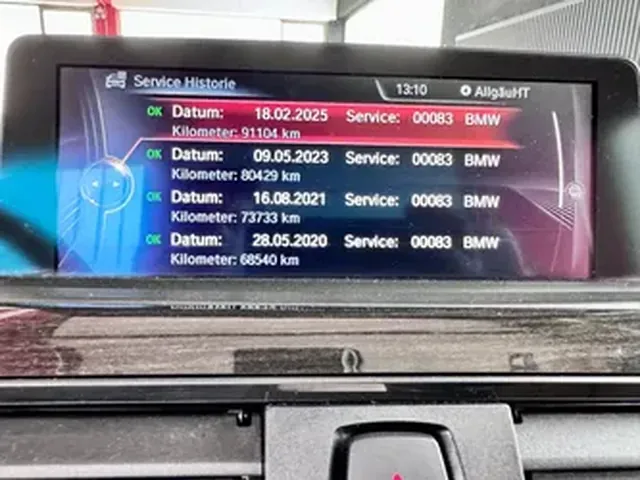 Service Historie 13:10 AllgäuHT
OK Datum: 18.02.2025 Service: 00083 BMW
Kilometer: 91104 km
OK Datum: 09.05.2023 Service: 00083 BMW
Kilometer: 80429 km
OK Datum: 16.08.2021 Service: 00083 BMW
Kilometer: 73733 km
OK Datum: 28.05.2020 Service: 00083 BMW
Kilometer: 68540 km